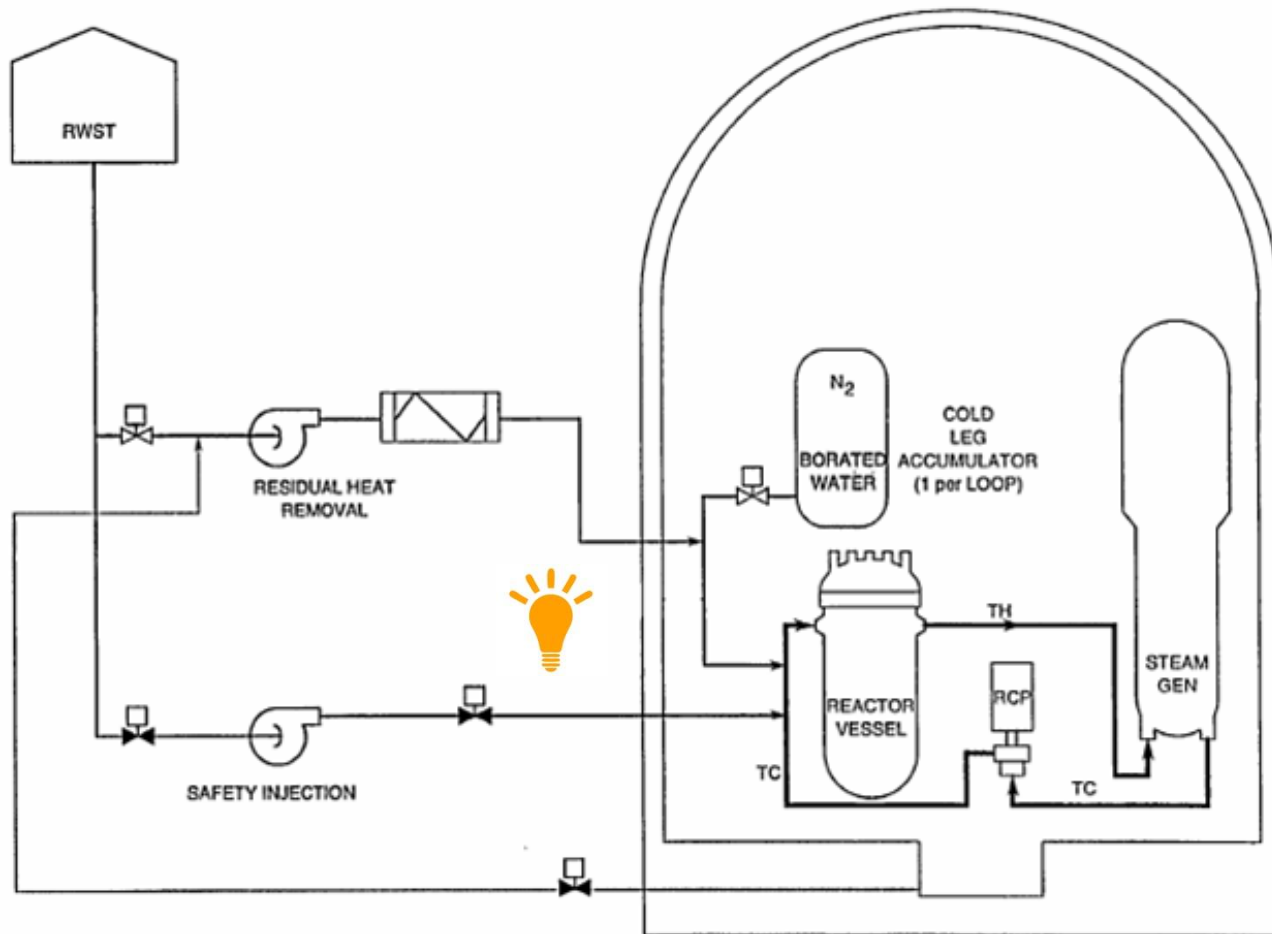 RWST
RESIDUAL HEAT
REMOVAL
SAFETY INJECTION
N2
BORATED
WATER
COLD
LEG
ACCUMULATOR
(1 per LOOP)
TH
REACTOR
VESSEL
RCP
STEAM
GEN
TC
TC